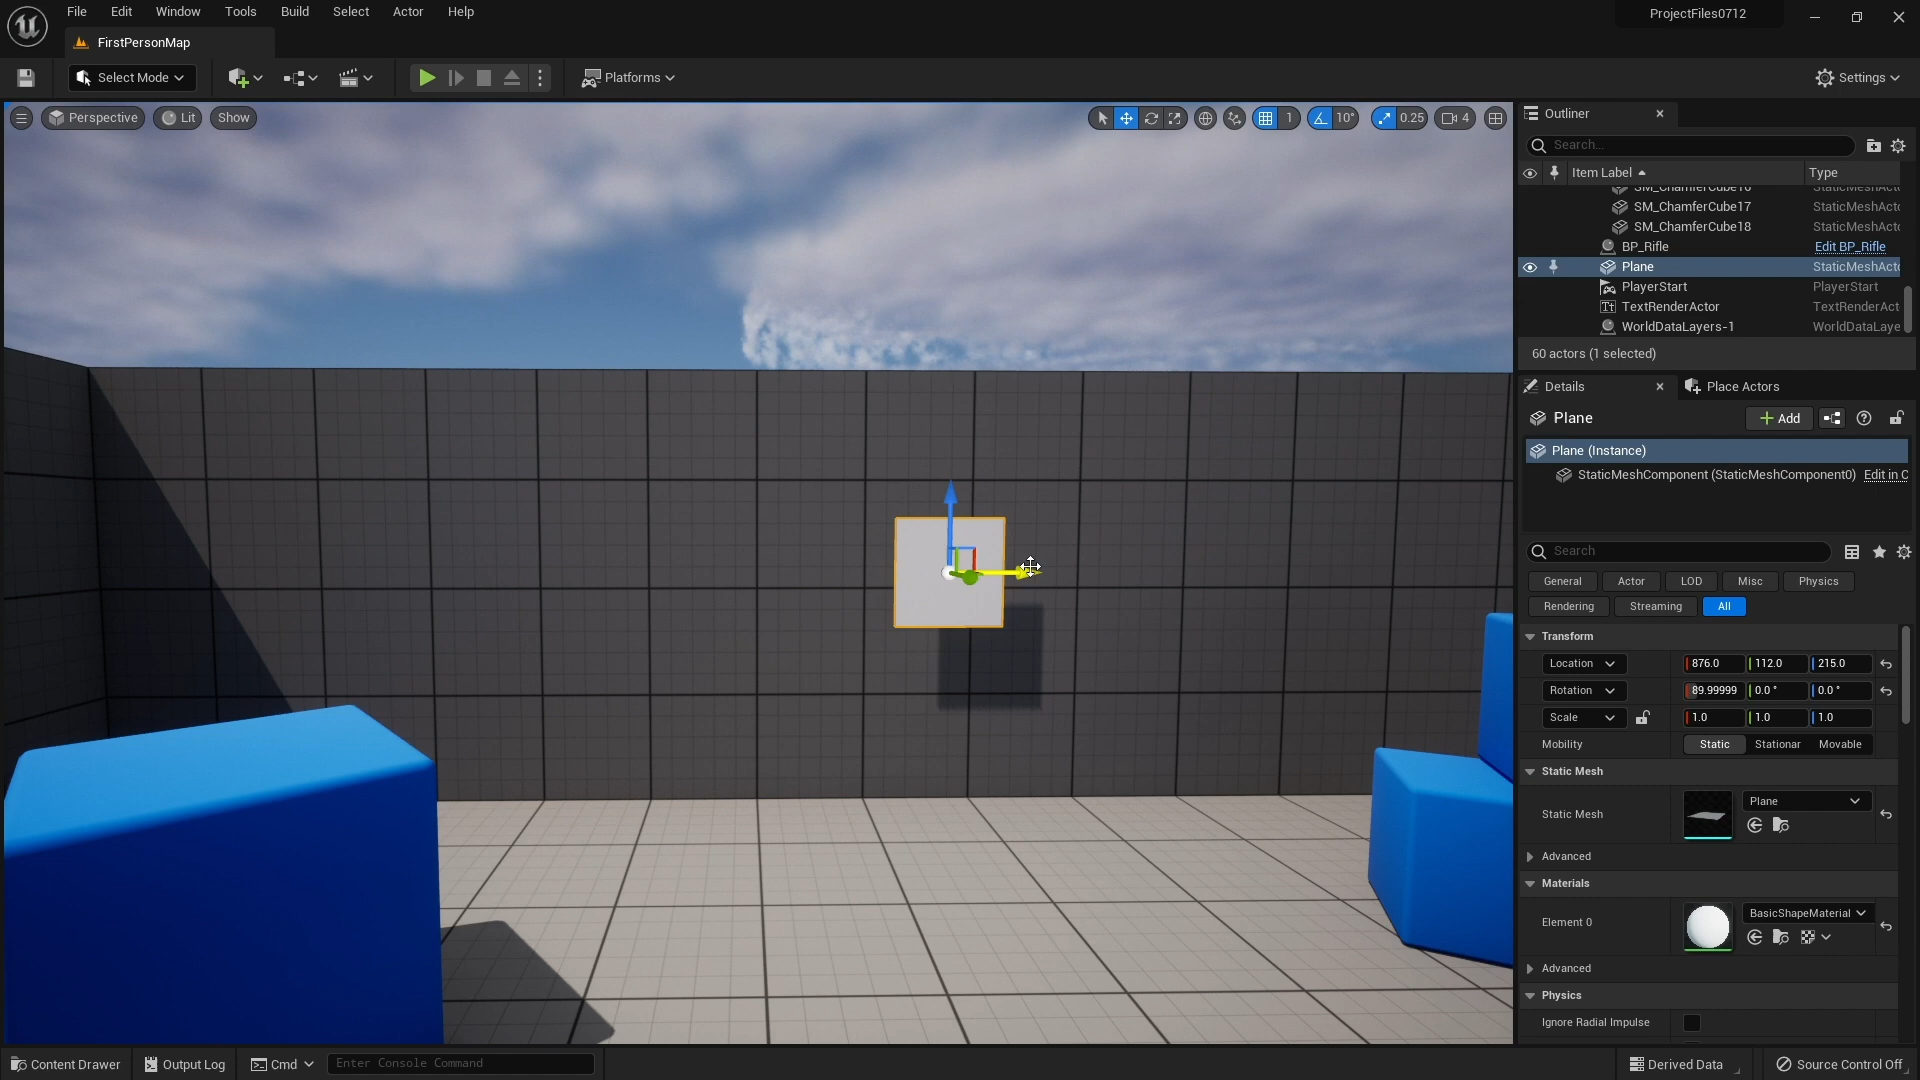 File Edit Window Tools Build Select Actor Help
ProjectFiles0712
FirstPersonMap
Select Mode
Platforms
Settings
Perspective Lit Show
1 10° 0.25 4
Outliner
Search...
Item Label Type
SM_ChamferCube16 StaticMeshActo
SM_ChamferCube17 StaticMeshActo
SM_ChamferCube18 StaticMeshActo
BP_Rifle Edit BP_Rifle
Plane StaticMeshActo
PlayerStart PlayerStart
TextRenderActor TextRenderAct
WorldDataLayers-1 WorldDataLaye
60 actors (1 selected)
Details Place Actors
Plane
Add
Plane (Instance)
StaticMeshComponent (StaticMeshComponent0) Edit in C
Search
General Actor LOD Misc Physics
Rendering Streaming All
Transform
Location 876.0 112.0 215.0
Rotation 89.99999 0.0 ° 0.0 °
Scale 1.0 1.0 1.0
Mobility Static Stationar Movable
Static Mesh
Plane
Static Mesh
Advanced
Materials
BasicShapeMaterial
Element 0
Advanced
Physics
Ignore Radial Impulse
Content Drawer Output Log Cmd Enter Console Command Derived Data Source Control Off